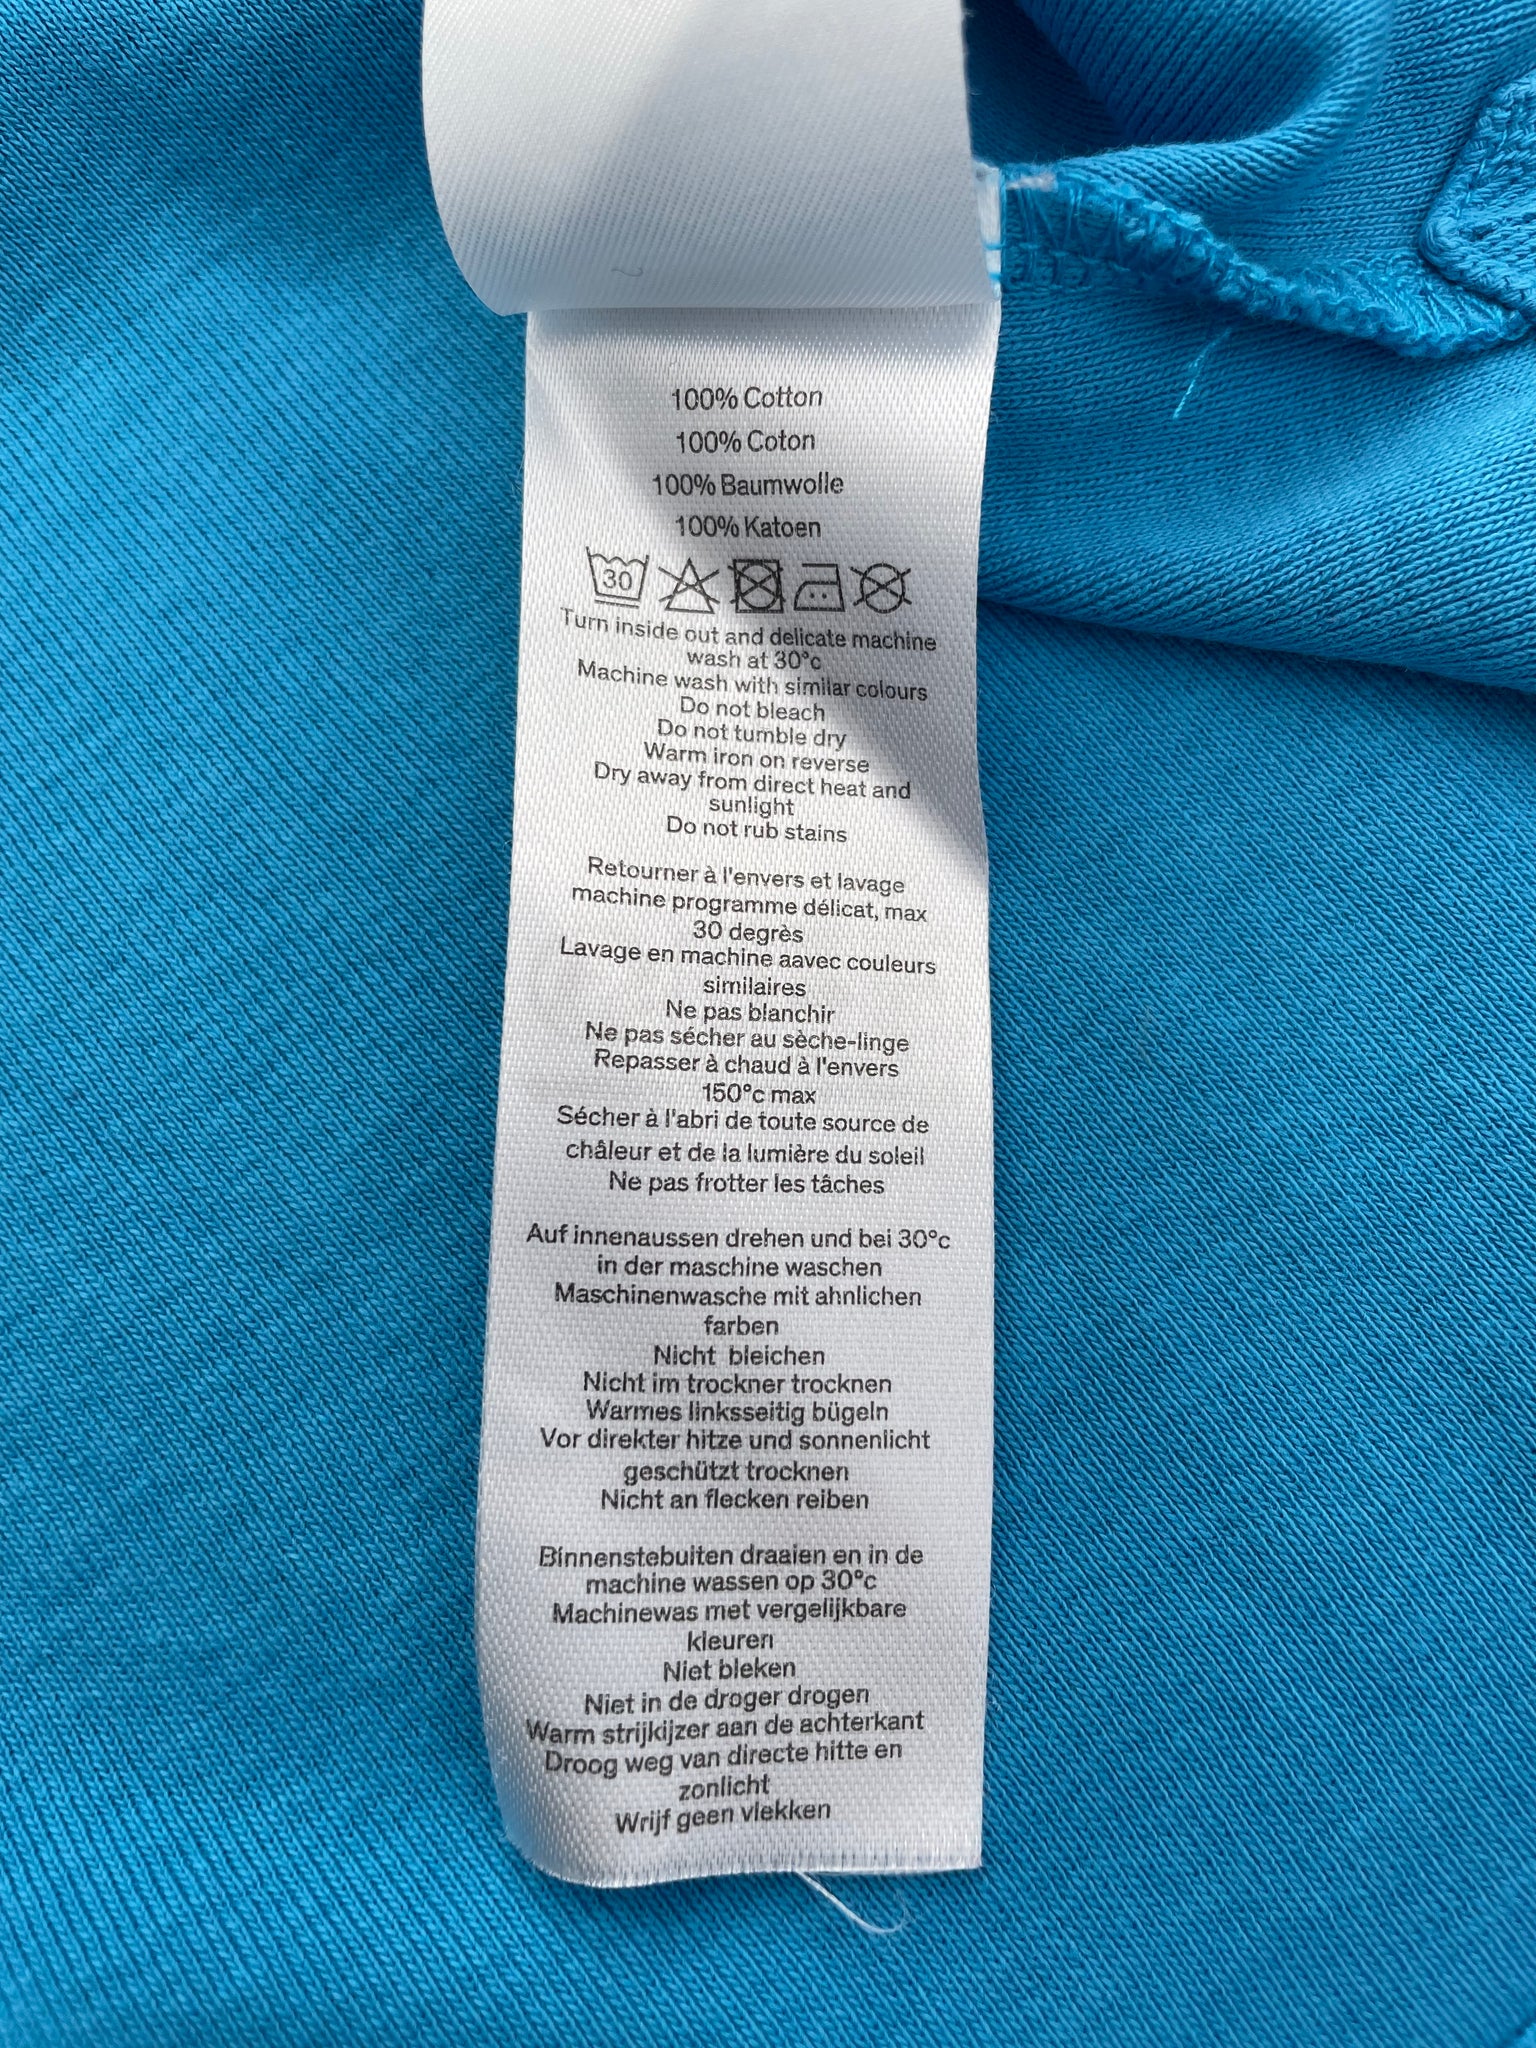 100% Cotton
100% Coton
100% Baumwolle
100% Katoen
30
Turn inside out and delicate machine
wash at 30°c
Machine wash with similar colours
Do not bleach
Do not tumble dry
Warm iron on reverse
Dry away from direct heat and
sunlight
Do not rub stains
Retourner à l'envers et lavage
machine programme délicat, max
30 degrès
Lavage en machine aavec couleurs
similaires
Ne pas blanchir
Ne pas sécher au sèche-linge
Repasser à chaud à l'envers
150°c max
Sécher à l'abri de toute source de
châleur et de la lumière du soleil
Ne pas frotter les tâches
Auf innenaussen drehen und bei 30°c
in der maschine waschen
Maschinenwasche mit ahnlichen
farben
Nicht bleichen
Nicht im trockner trocknen
Warmes linksseitig bügeln
Vor direkter hitze und sonnenlicht
geschützt trocknen
Nicht an flecken reiben
Binnenstebuiten draaien en in de
machine wassen op 30°c
Machinewas met vergelijkbare
kleuren
Niet bleken
Niet in de droger drogen
Warm strijkijzer aan de achterkant
Droog weg van directe hitte en
zonlicht
Wrijf geen vlekken